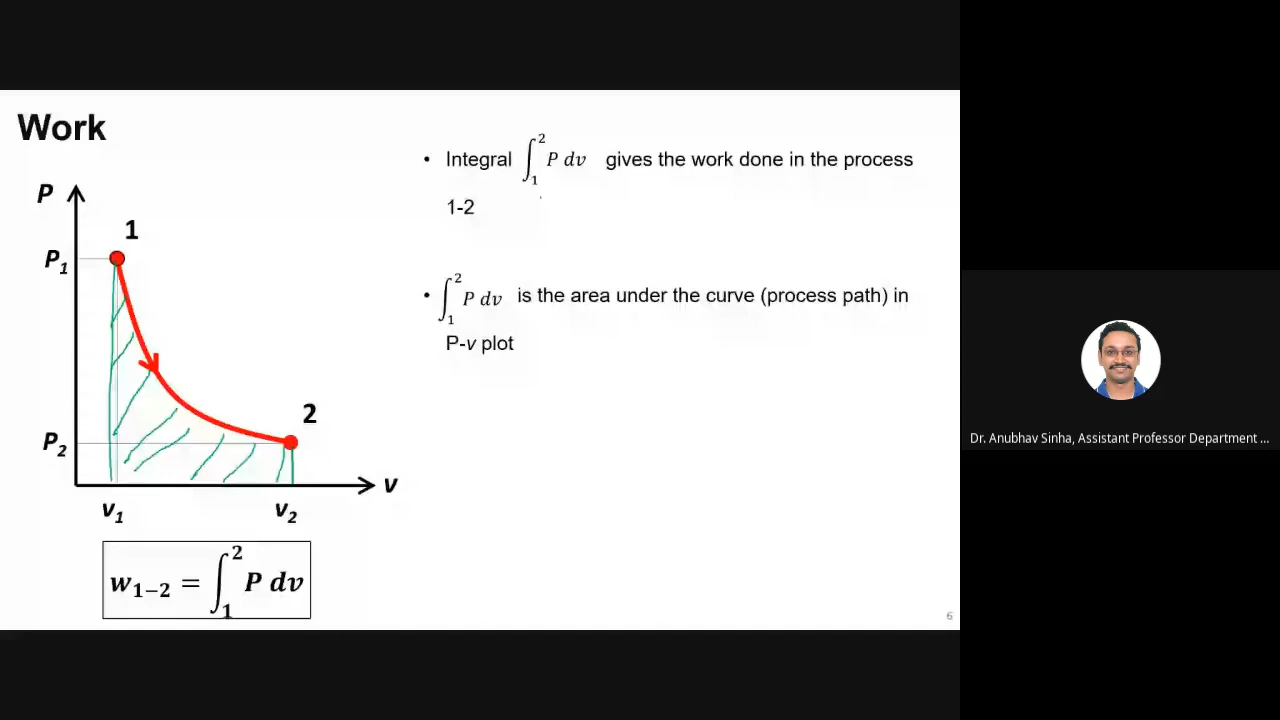 Work
P
1
P₁
2
P₂
v
v₁ v₂
w₁₋₂ = ∫₁² P dv
• Integral ∫₁² P dv gives the work done in the process
1-2
• ∫₁² P dv is the area under the curve (process path) in
P-v plot
6
Dr. Anubhav Sinha, Assistant Professor Department ...